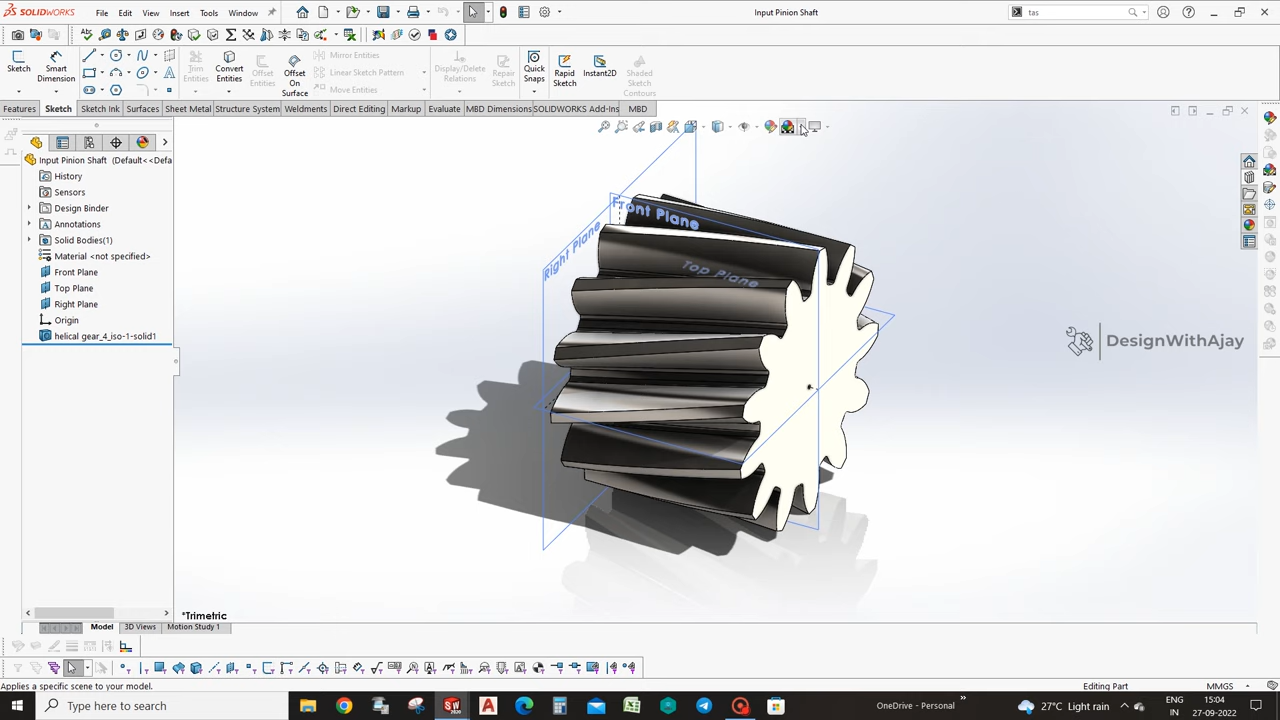 SOLIDWORKS
File Edit View Insert Tools Window
Input Pinion Shaft
tas
Sketch
Smart Dimension
Trim Entities
Convert Entities
Offset Entities
Offset On Surface
Mirror Entities
Linear Sketch Pattern
Move Entities
Display/Delete Relations
Repair Sketch
Quick Snaps
Rapid Sketch
Instant2D
Shaded Sketch Contours
Features Sketch Sketch Ink Surfaces Sheet Metal Structure System Weldments Direct Editing Markup Evaluate MBD Dimensions SOLIDWORKS Add-Ins MBD
Input Pinion Shaft (Default<<Defa
History
Sensors
Design Binder
Annotations
Solid Bodies(1)
Material <not specified>
Front Plane
Top Plane
Right Plane
Origin
helical gear_4_iso-1-solid1
Front Plane
Right Plane
Top Plane
DesignWithAjay
*Trimetric
Model 3D Views Motion Study 1
Applies a specific scene to your model.
Editing Part
MMGS
Type here to search
OneDrive - Personal
27°C Light rain
ENG
IN
15:04
27-09-2022